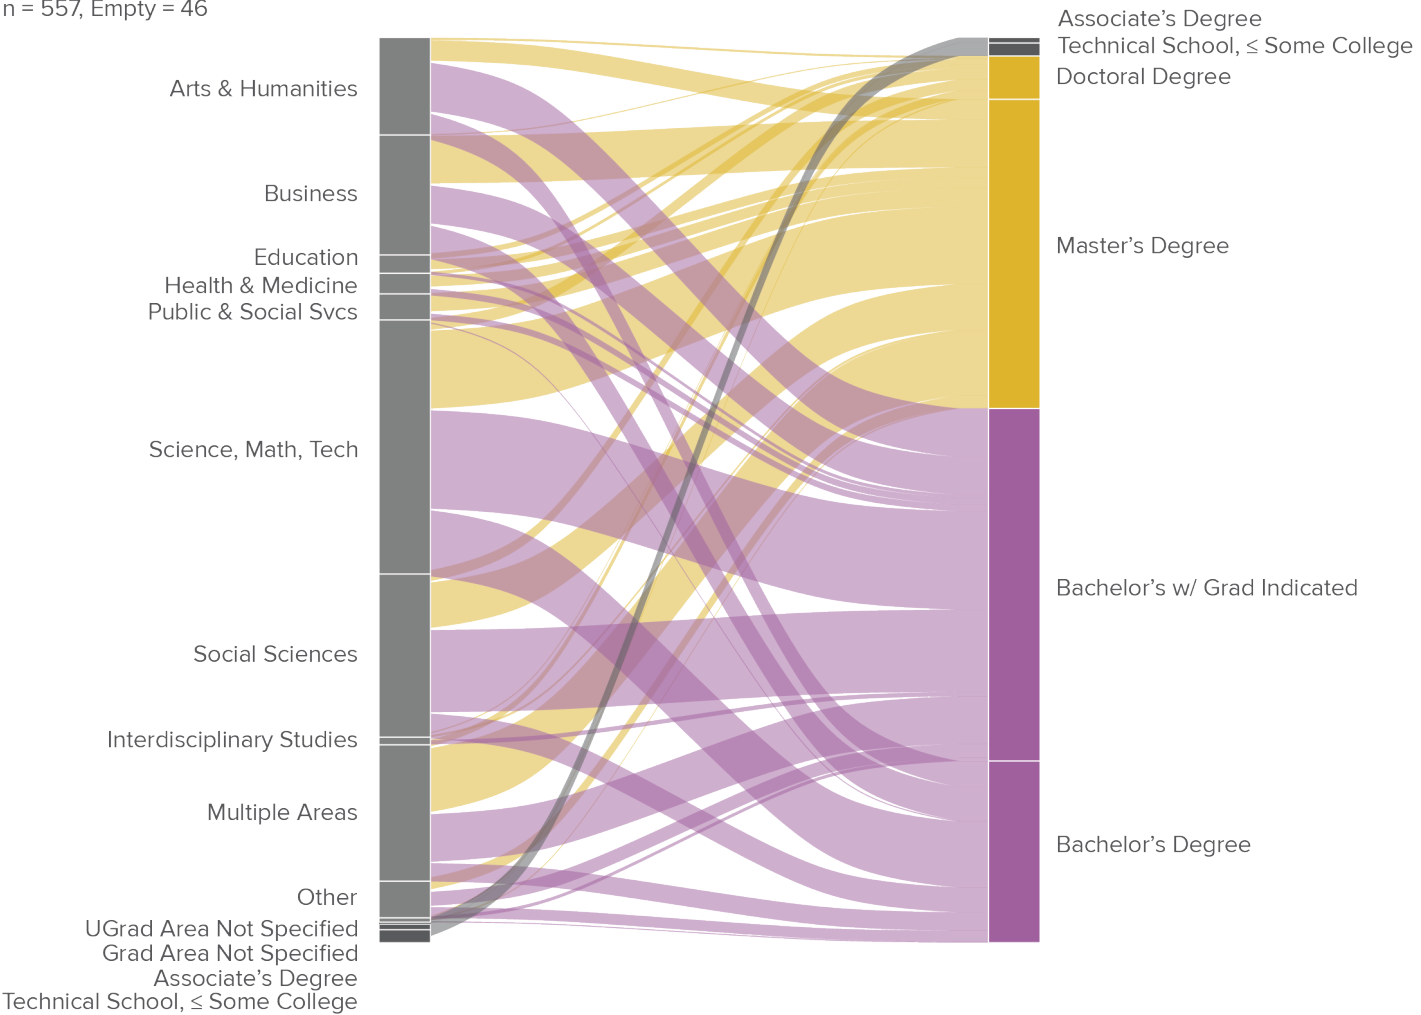 n = 557, Empty = 46
Arts & Humanities
Business
Education
Health & Medicine
Public & Social Svcs
Science, Math, Tech
Social Sciences
Interdisciplinary Studies
Multiple Areas
Other
UGrad Area Not Specified
Grad Area Not Specified
Associate’s Degree
Technical School, ≤ Some College
Associate’s Degree
Technical School, ≤ Some College
Doctoral Degree
Master’s Degree
Bachelor’s w/ Grad Indicated
Bachelor’s Degree